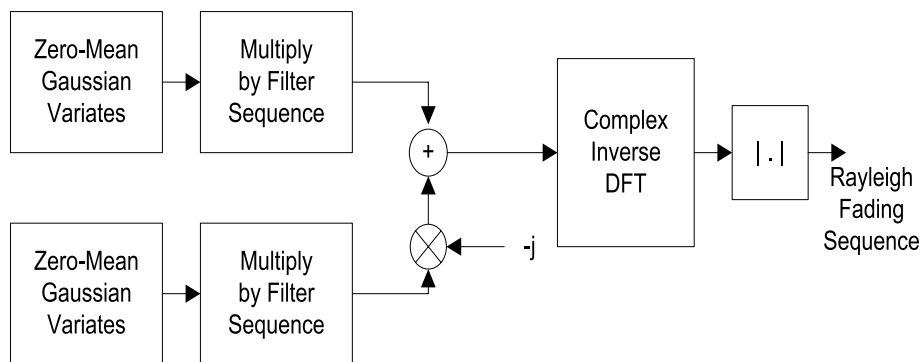 Zero-Mean
Gaussian
Variates
Multiply
by Filter
Sequence
+
Complex
Inverse
DFT
| . |
Rayleigh
Fading
Sequence
-j
Zero-Mean
Gaussian
Variates
Multiply
by Filter
Sequence